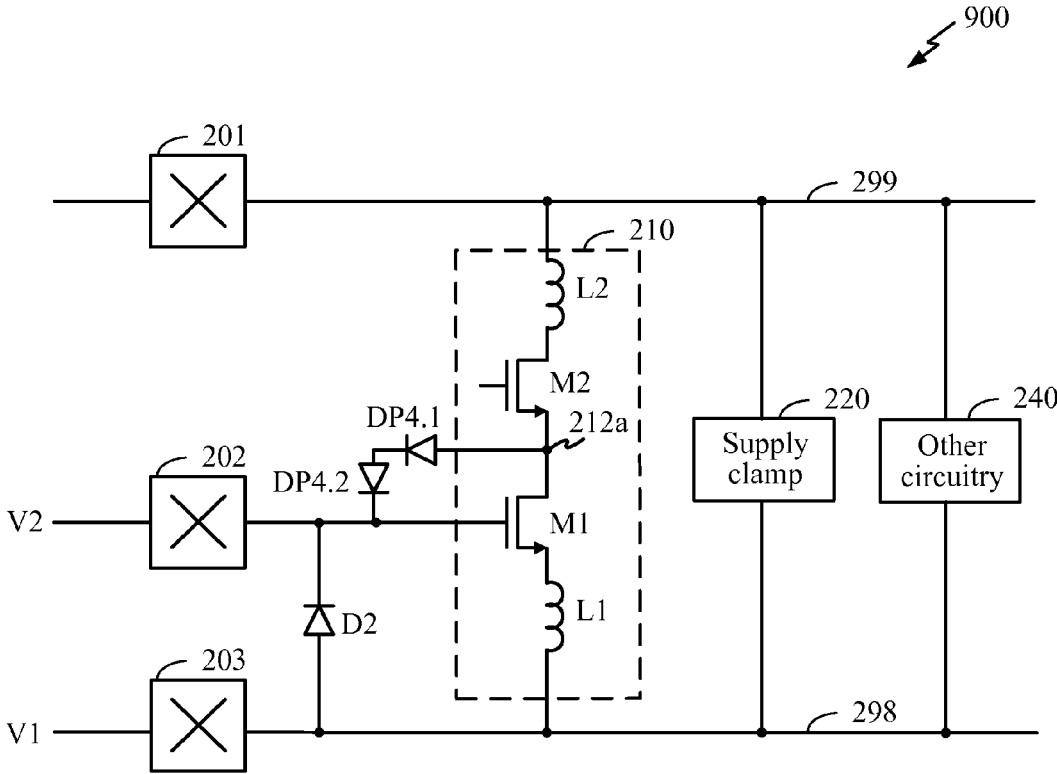 900
201
299
210
L2
M2
DP4.1
212a
220
240
Supply
clamp
Other
circuitry
202
DP4.2
V2
M1
L1
D2
203
298
V1